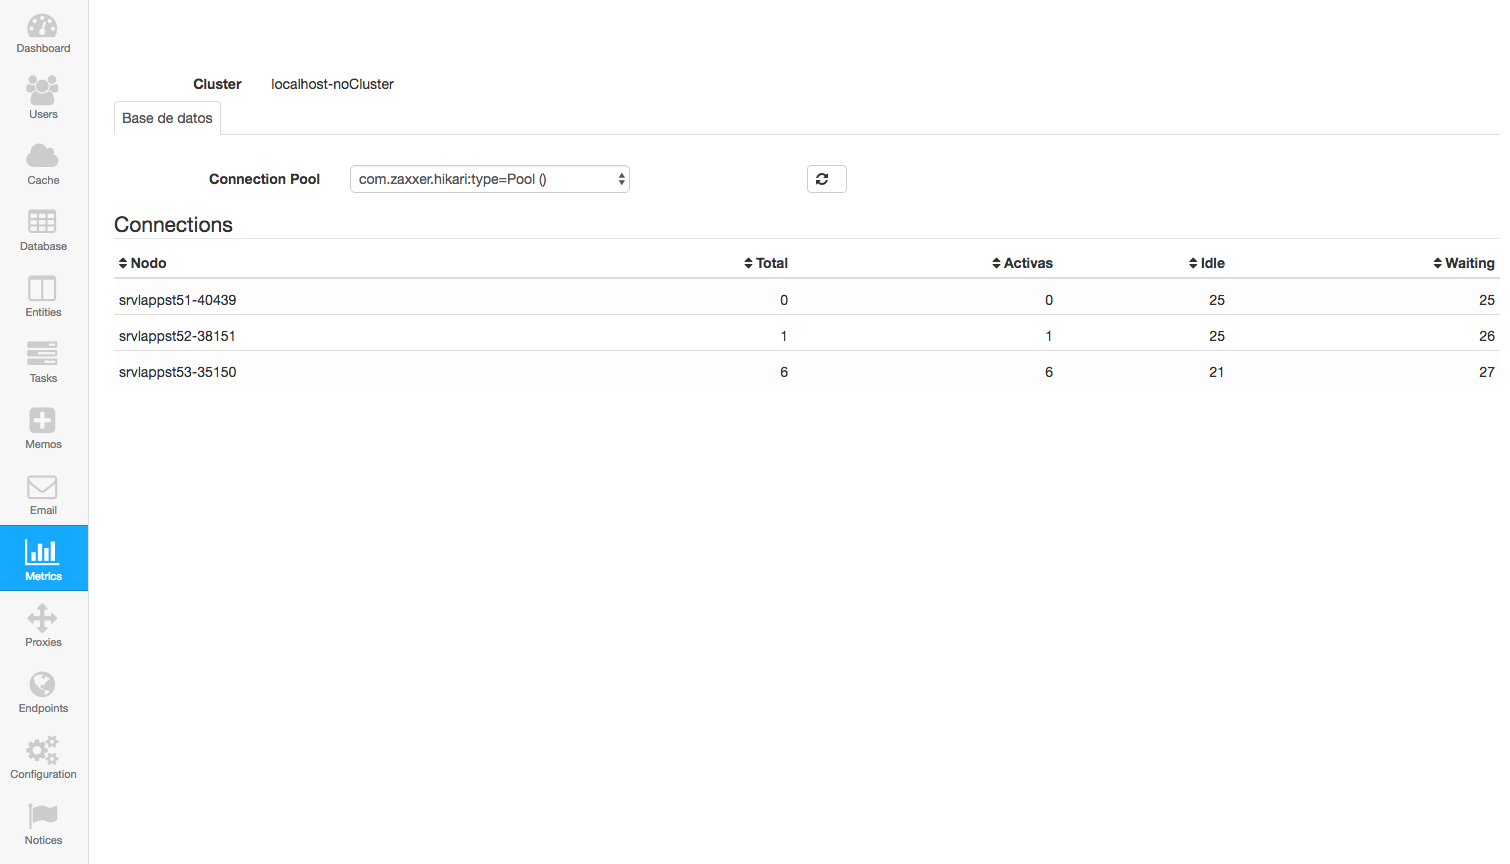 Dashboard
Users
Cache
Database
Entities
Tasks
Memos
Email
Metrics
Proxies
Endpoints
Configuration
Notices
Cluster localhost-noCluster
Base de datos
Connection Pool com.zaxxer.hikari:type=Pool ()
Connections
Nodo Total Activas Idle Waiting
srvlappst51-40439 0 0 25 25
srvlappst52-38151 1 1 25 26
srvlappst53-35150 6 6 21 27